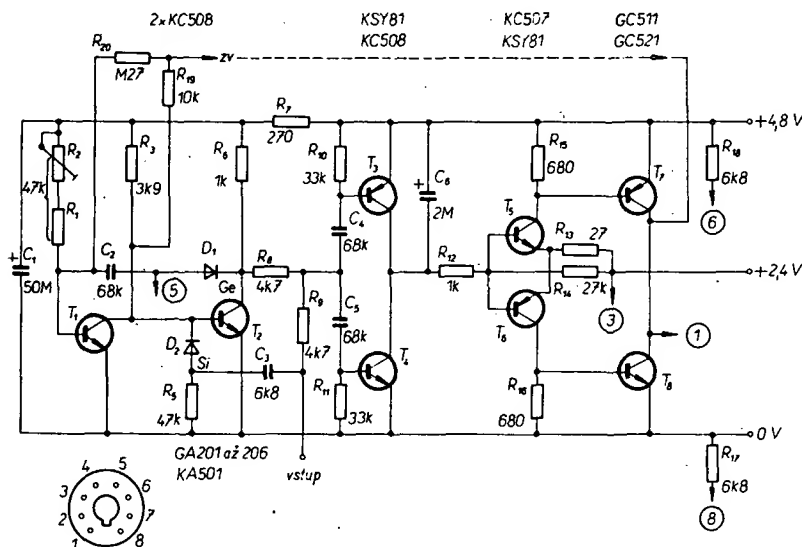 2xKC508
KSY81
KC508
KC507
KSY81
GC511
GC521
R20
M27
ZV
R19
10k
R7
270
+4,8 V
R2
47k
R1
R3
3k9
R6
1k
R10
33k
T3
C6
2M
R15
680
T7
R18
6k8
6
C1
50M
C2
68k
5
D1
Ge
R8
4k7
C4
68k
R12
1k
T5
R13
27
R14
27k
+2,4 V
3
T1
T2
R9
4k7
C5
68k
T6
1
D2
Si
C3
6k8
T4
T8
R5
47k
R11
33k
R16
680
0 V
GA201 až 206
KA501
vstup
R17
6k8
8
4 5
3 6
2 7
1 8